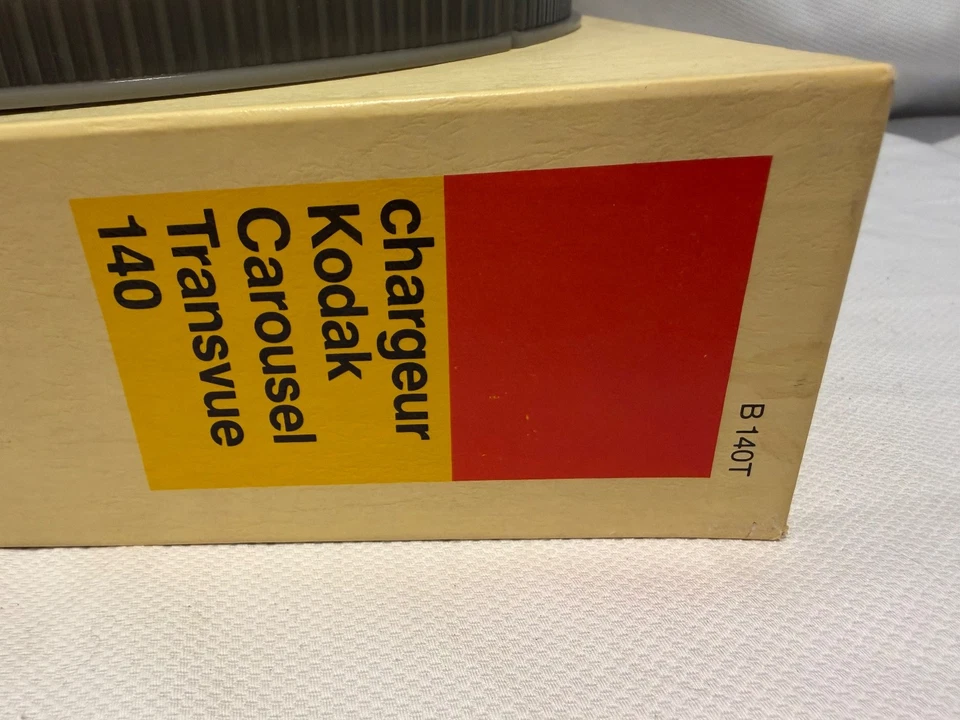 B 140T
chargeur
Kodak
Carousel
Transvue
140